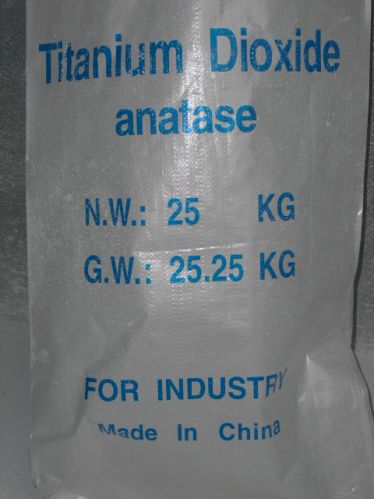 Titanium Dioxide
anatase
N.W.: 25 KG
G.W.: 25.25 KG
FOR INDUSTRY
Made In China